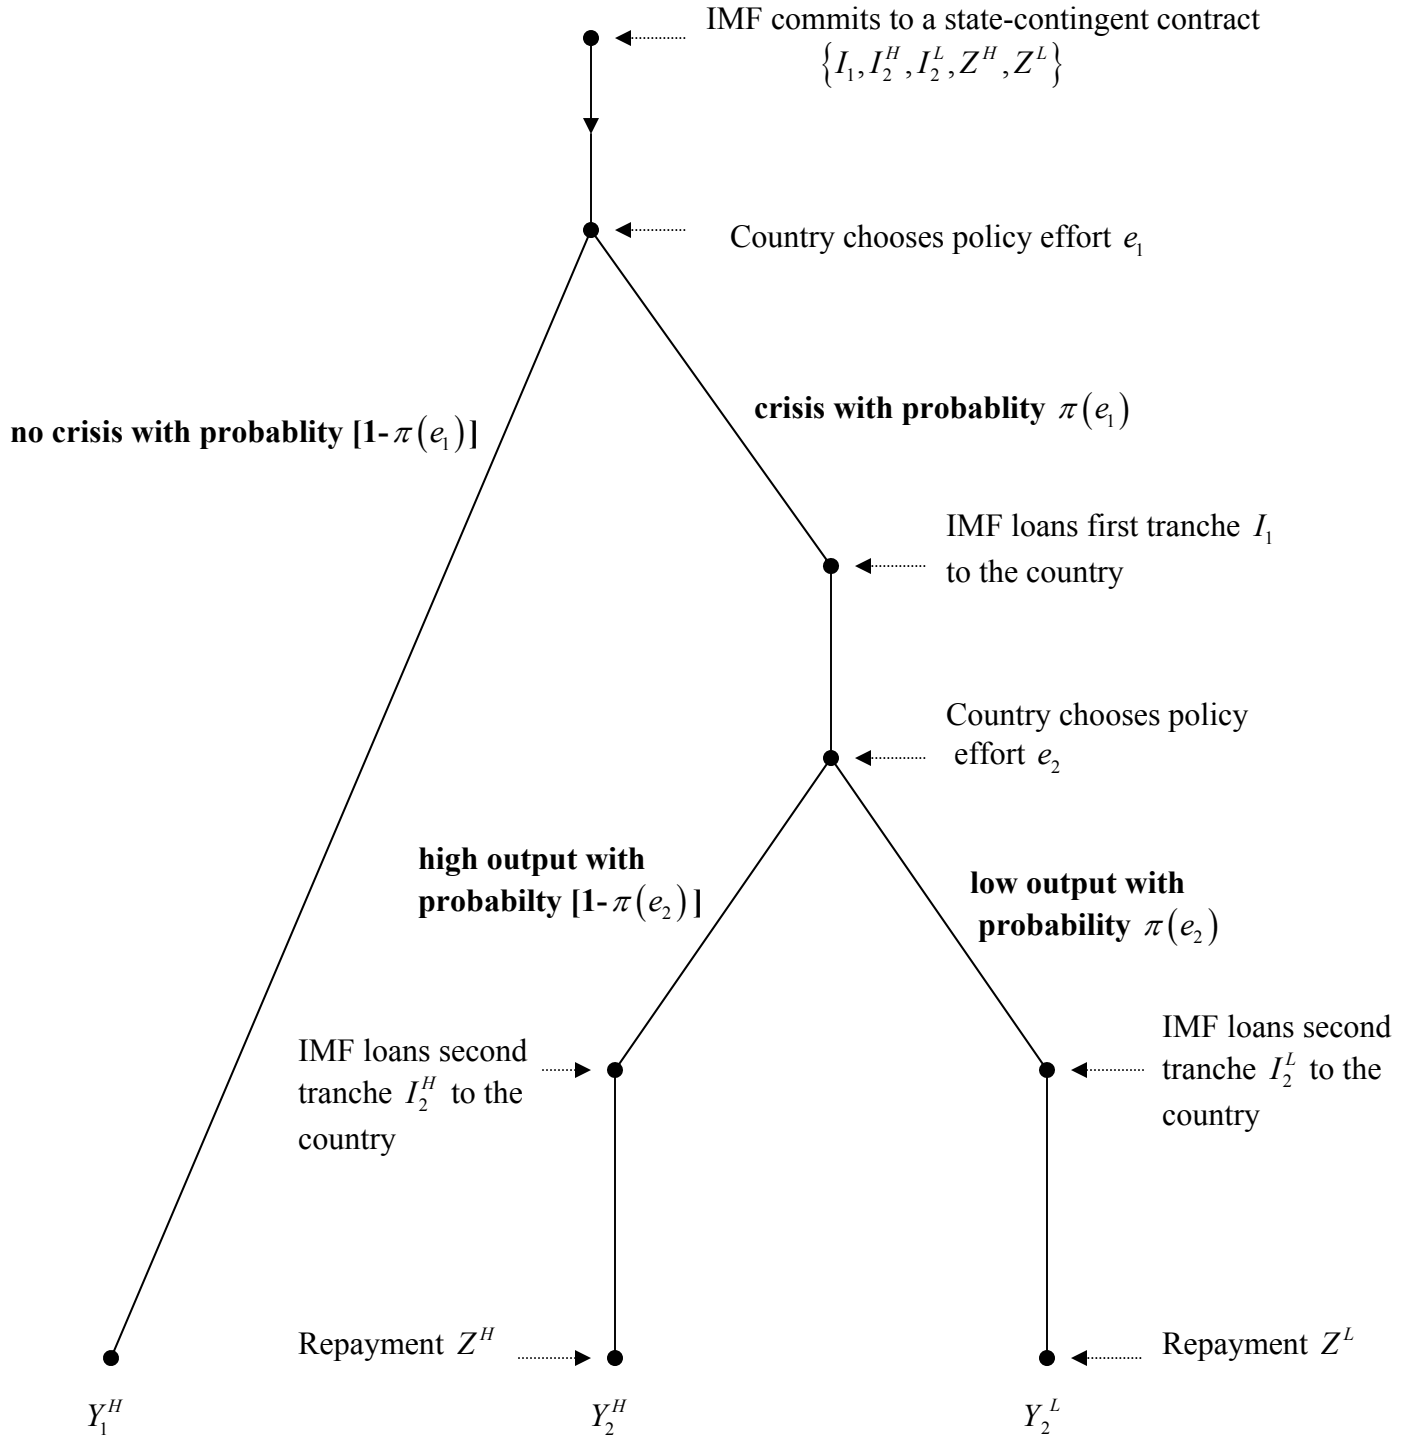 IMF commits to a state-contingent contract
{I₁, I₂ᴴ, I₂ᴸ, Zᴴ, Zᴸ}
Country chooses policy effort e₁
crisis with probablity π(e₁)
no crisis with probablity [1-π(e₁)]
IMF loans first tranche I₁
to the country
Country chooses policy
effort e₂
high output with
probabilty [1-π(e₂)]
low output with
probability π(e₂)
IMF loans second
tranche I₂ᴴ to the
country
IMF loans second
tranche I₂ᴸ to the
country
Repayment Zᴴ
Repayment Zᴸ
Y₁ᴴ
Y₂ᴴ
Y₂ᴸ